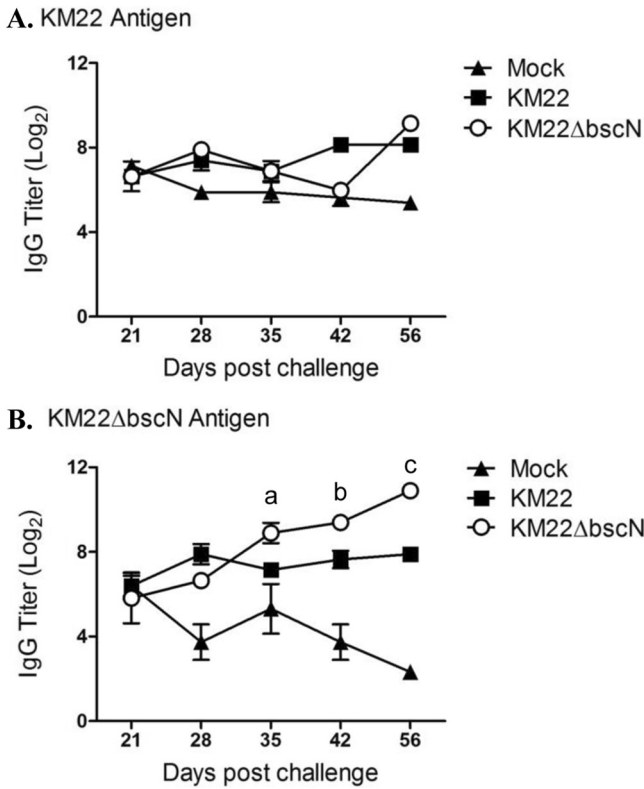 A. KM22 Antigen
12
8
4
0
IgG Titer (Log2)
21 28 35 42 56
Days post challenge
Mock
KM22
KM22ΔbscN
B. KM22ΔbscN Antigen
12
8
4
0
IgG Titer (Log2)
a b c
21 28 35 42 56
Days post challenge
Mock
KM22
KM22ΔbscN